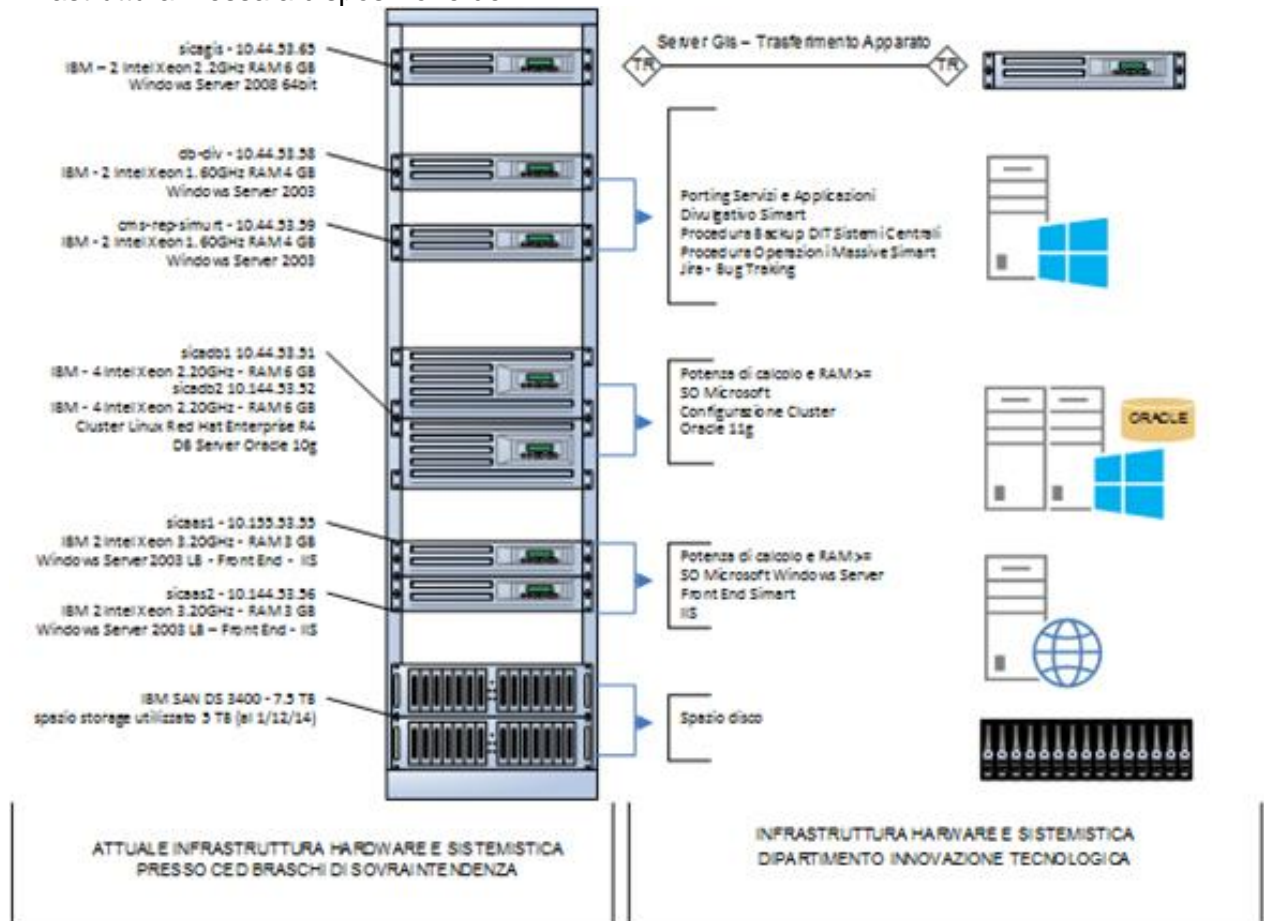 sicagis - 10.44.53.65
IBM – 2 Intel Xeon 2.2GHz RAM 6 GB
Windows Server 2008 64bit
db-div - 10.44.53.58
IBM - 2 Intel Xeon 1.60GHz RAM 4 GB
Windows Server 2003
cms-rep-simurt - 10.44.53.59
IBM - 2 Intel Xeon 1.60GHz RAM 4 GB
Windows Server 2003
sicadb1 10.44.53.51
IBM - 4 Intel Xeon 2.20GHz - RAM 6 GB
sicadb2 10.144.53.52
IBM - 4 Intel Xeon 2.20GHz - RAM 6 GB
Cluster Linux Red Hat Enterprise R4
DB Server Oracle 10g
sicaas1 - 10.155.53.55
IBM 2 Intel Xeon 3.20GHz - RAM 3 GB
Windows Server 2003 LB - Front End - IIS
sicaas2 - 10.144.53.56
IBM 2 Intel Xeon 3.20GHz - RAM 3 GB
Windows Server 2003 LB – Front End - IIS
IBM SAN DS 3400 - 7.5 TB
spazio storage utilizzato 5 TB (al 1/12/14)
Server Gis – Trasferimento Apparato
TR
TR
Porting Servizi e Applicazioni
Divulgativo Simart
Procedura Backup DIT Sistemi Centrali
Procedura Operazioni Massive Simart
Jira - Bug Traking
Potenza di calcolo e RAM >=
SO Microsoft
Configurazione Cluster
Oracle 11g
ORACLE
Potenza di calcolo e RAM >=
SO Microsoft Windows Server
Front End Simart
IIS
Spazio disco
ATTUALE INFRASTRUTTURA HARDWARE E SISTEMISTICA
PRESSO CED BRASCHI DI SOVRAINTENDENZA
INFRASTRUTTURA HARWARE E SISTEMISTICA
DIPARTIMENTO INNOVAZIONE TECNOLOGICA